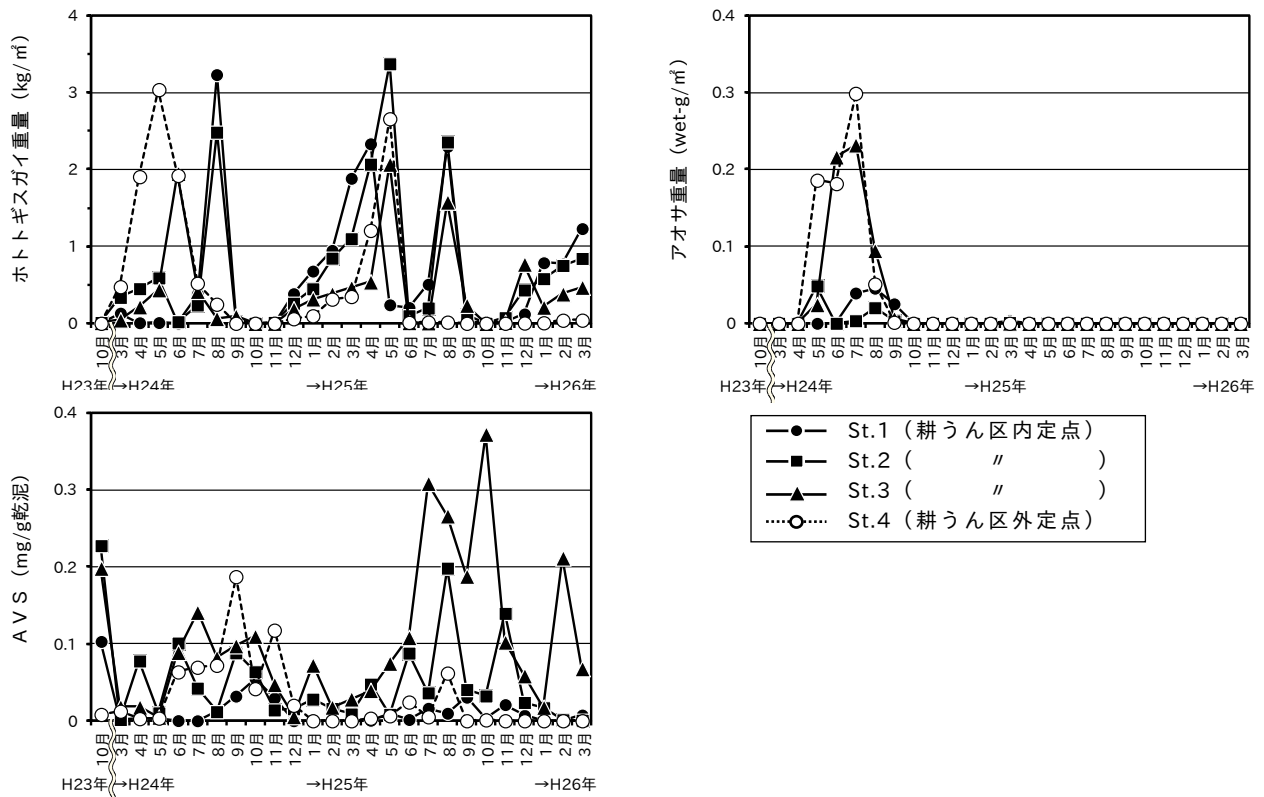 ホトトギスガイ重量（kg/㎡）
4
3
2
1
0
10月 3月 4月 5月 6月 7月 8月 9月 10月 11月 12月 1月 2月 3月 4月 5月 6月 7月 8月 9月 10月 11月 12月 1月 2月 3月
H23年 →H24年 →H25年 →H26年
アオサ重量（wet-g/㎡）
0.4
0.3
0.2
0.1
0
10月 3月 4月 5月 6月 7月 8月 9月 10月 11月 12月 1月 2月 3月 4月 5月 6月 7月 8月 9月 10月 11月 12月 1月 2月 3月
H23年 →H24年 →H25年 →H26年
ＡＶＳ（mg/g乾泥）
0.4
0.3
0.2
0.1
0
10月 3月 4月 5月 6月 7月 8月 9月 10月 11月 12月 1月 2月 3月 4月 5月 6月 7月 8月 9月 10月 11月 12月 1月 2月 3月
H23年 →H24年 →H25年 →H26年
St.1（耕うん区内定点）
St.2（ 〃 ）
St.3（ 〃 ）
St.4（耕うん区外定点）